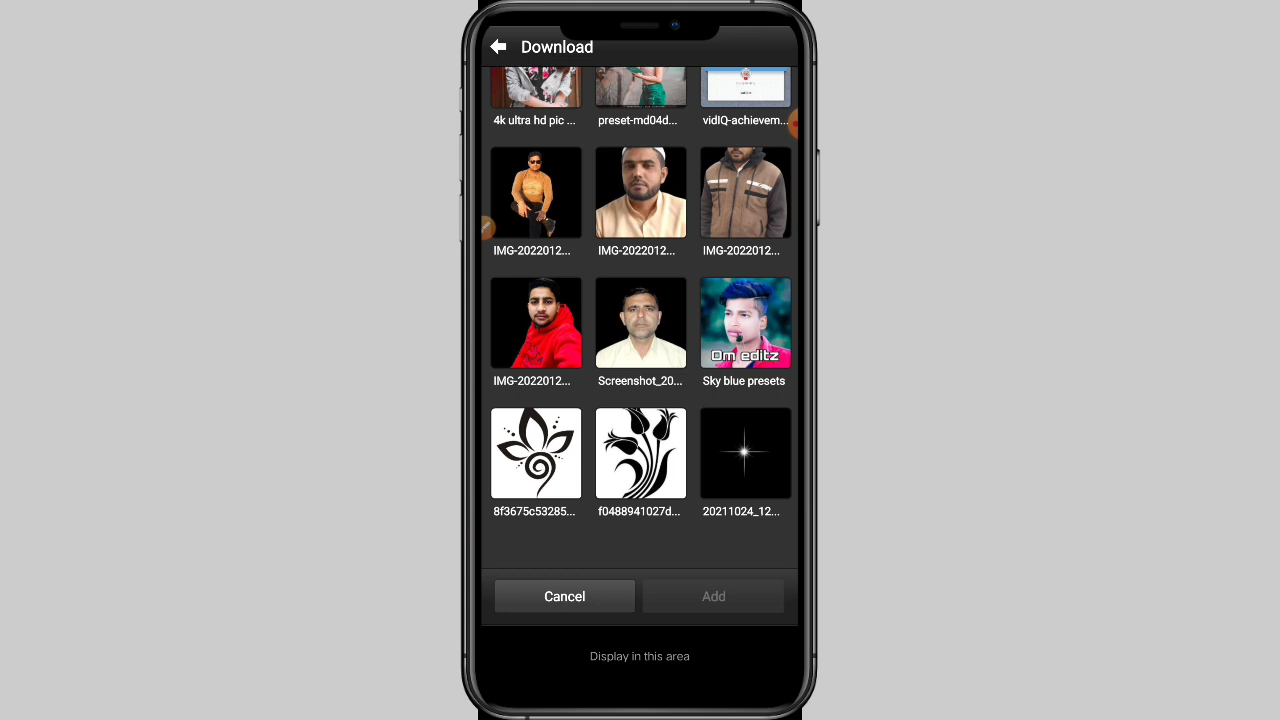 Download
4k ultra hd pic ...
preset-md04d...
vidIQ-achievem...
IMG-2022012...
IMG-2022012...
IMG-2022012...
IMG-2022012...
Screenshot_20...
Om editz
Sky blue presets
8f3675c53285...
f0488941027d...
20211024_12...
Cancel
Add
Display in this area